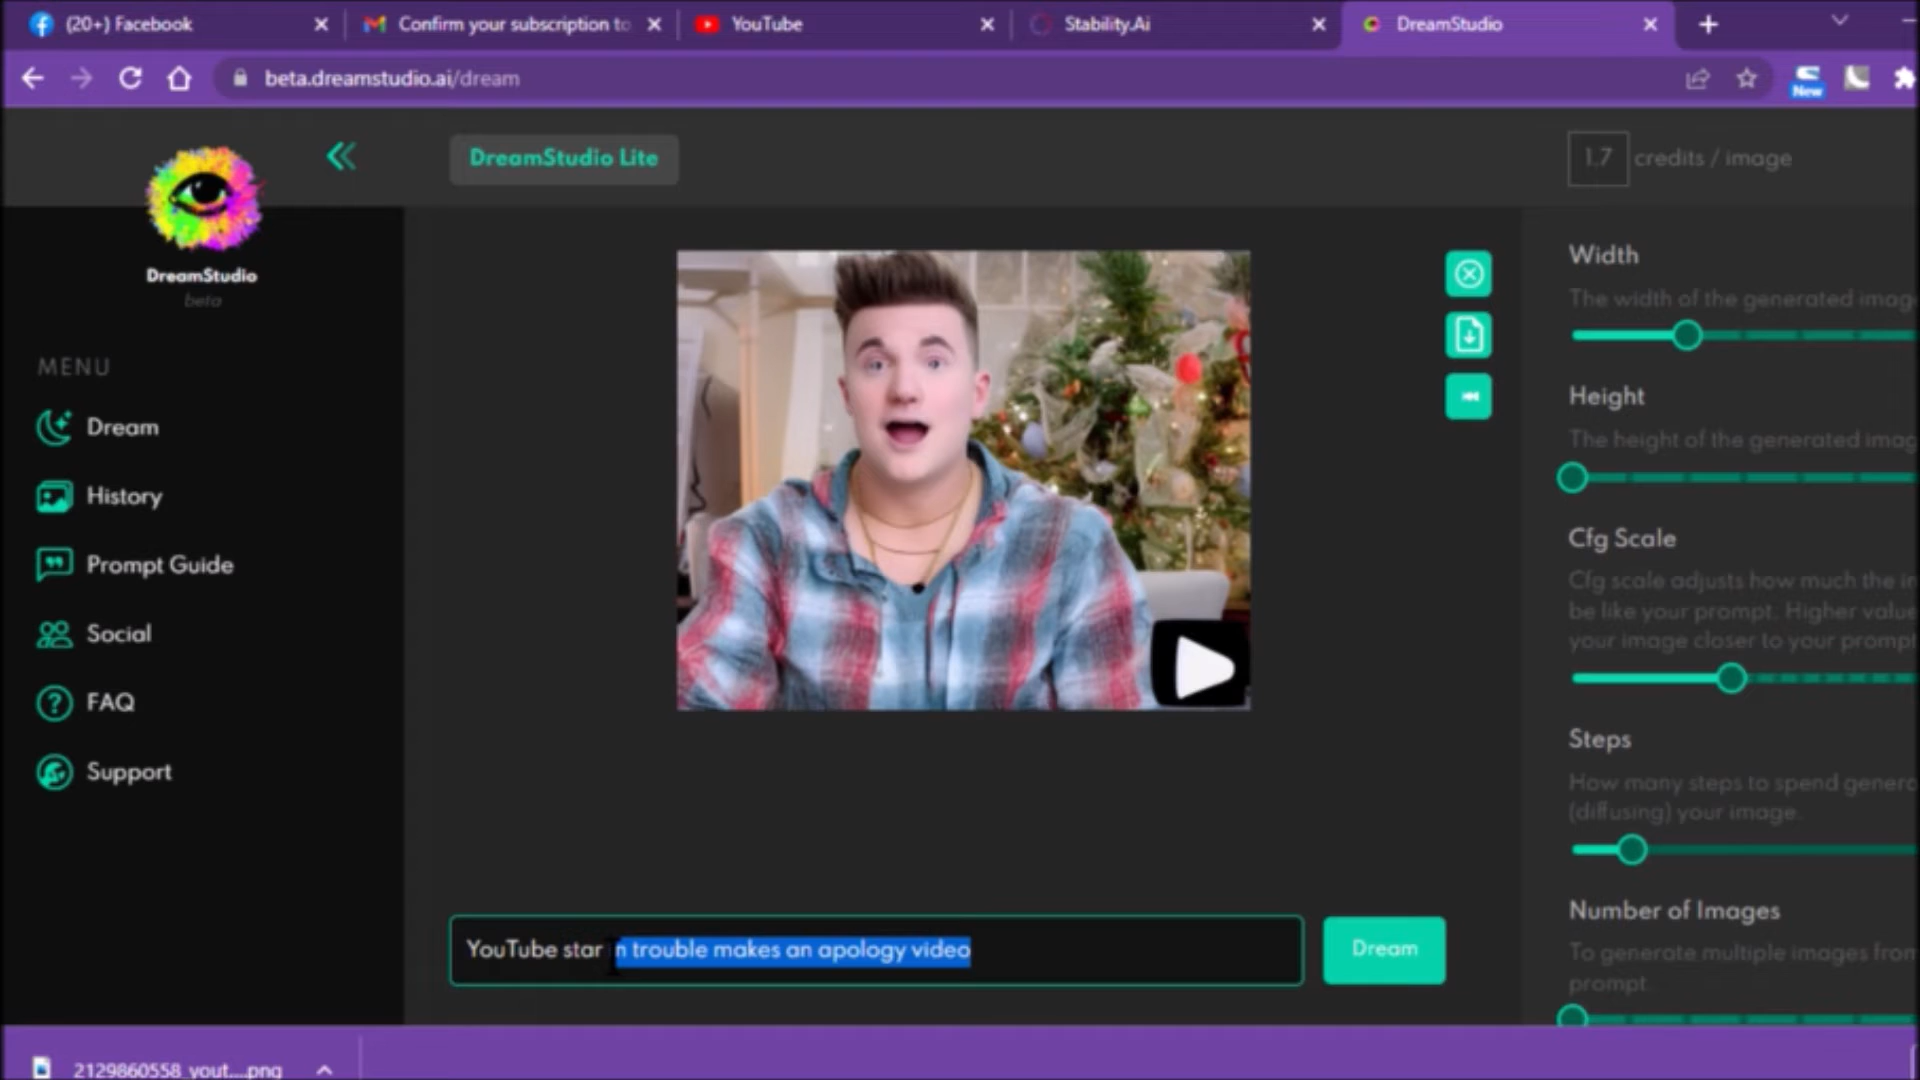 (20+) Facebook
Confirm your subscription to
YouTube
Stability.Ai
DreamStudio
beta.dreamstudio.ai/dream
New
DreamStudio Lite
1.7 credits / image
DreamStudio
beta
MENU
Dream
History
Prompt Guide
Social
FAQ
Support
Width
The width of the generated imag
Height
The height of the generated imag
Cfg Scale
Cfg scale adjusts how much the i
be like your prompt. Higher value
your image closer to your prompt
Steps
How many steps to spend genera
(diffusing) your image.
Number of Images
To generate multiple images from
prompt
YouTube star in trouble makes an apology video
Dream
2129860558_yout....png